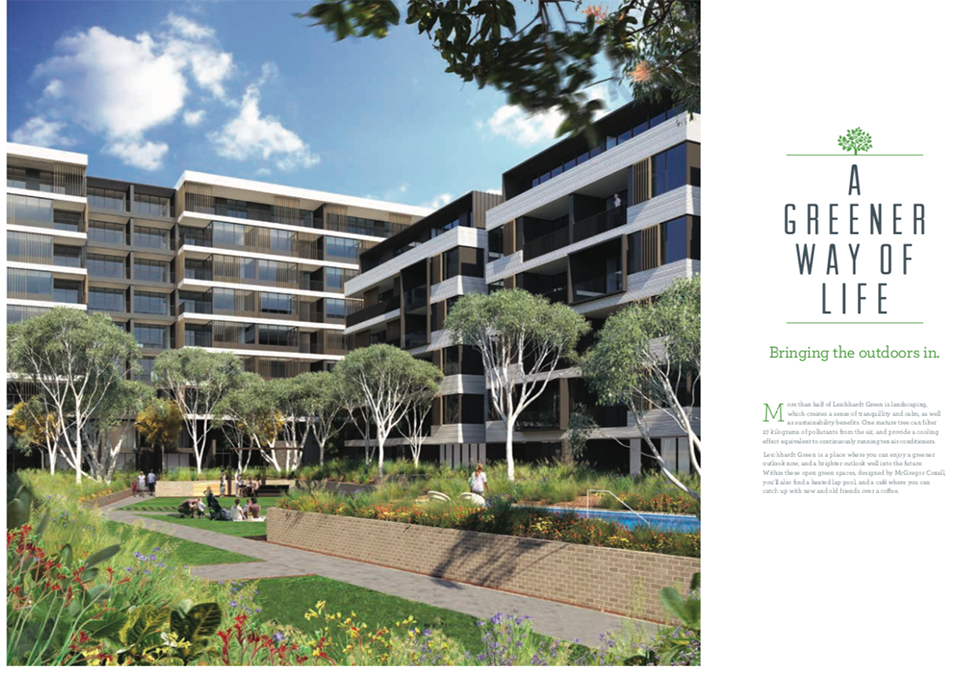 A
GREENER
WAY OF
LIFE
Bringing the outdoors in.
More than half of Leichhardt Green is landscaping,
which creates a sense of tranquility and calm, as well
as sustainability benefits. One mature tree can filter
27 kilograms of pollutants from the air, and provide a cooling
effect equivalent to continuously running ten air conditioners.
Leichhardt Green is a place where you can enjoy a greener
outlook now, and a brighter outlook well into the future.
Within these open green spaces, designed by McGregor Coxall,
you'll also find a heated lap pool, and a café where you can
catch up with new and old friends over a coffee.